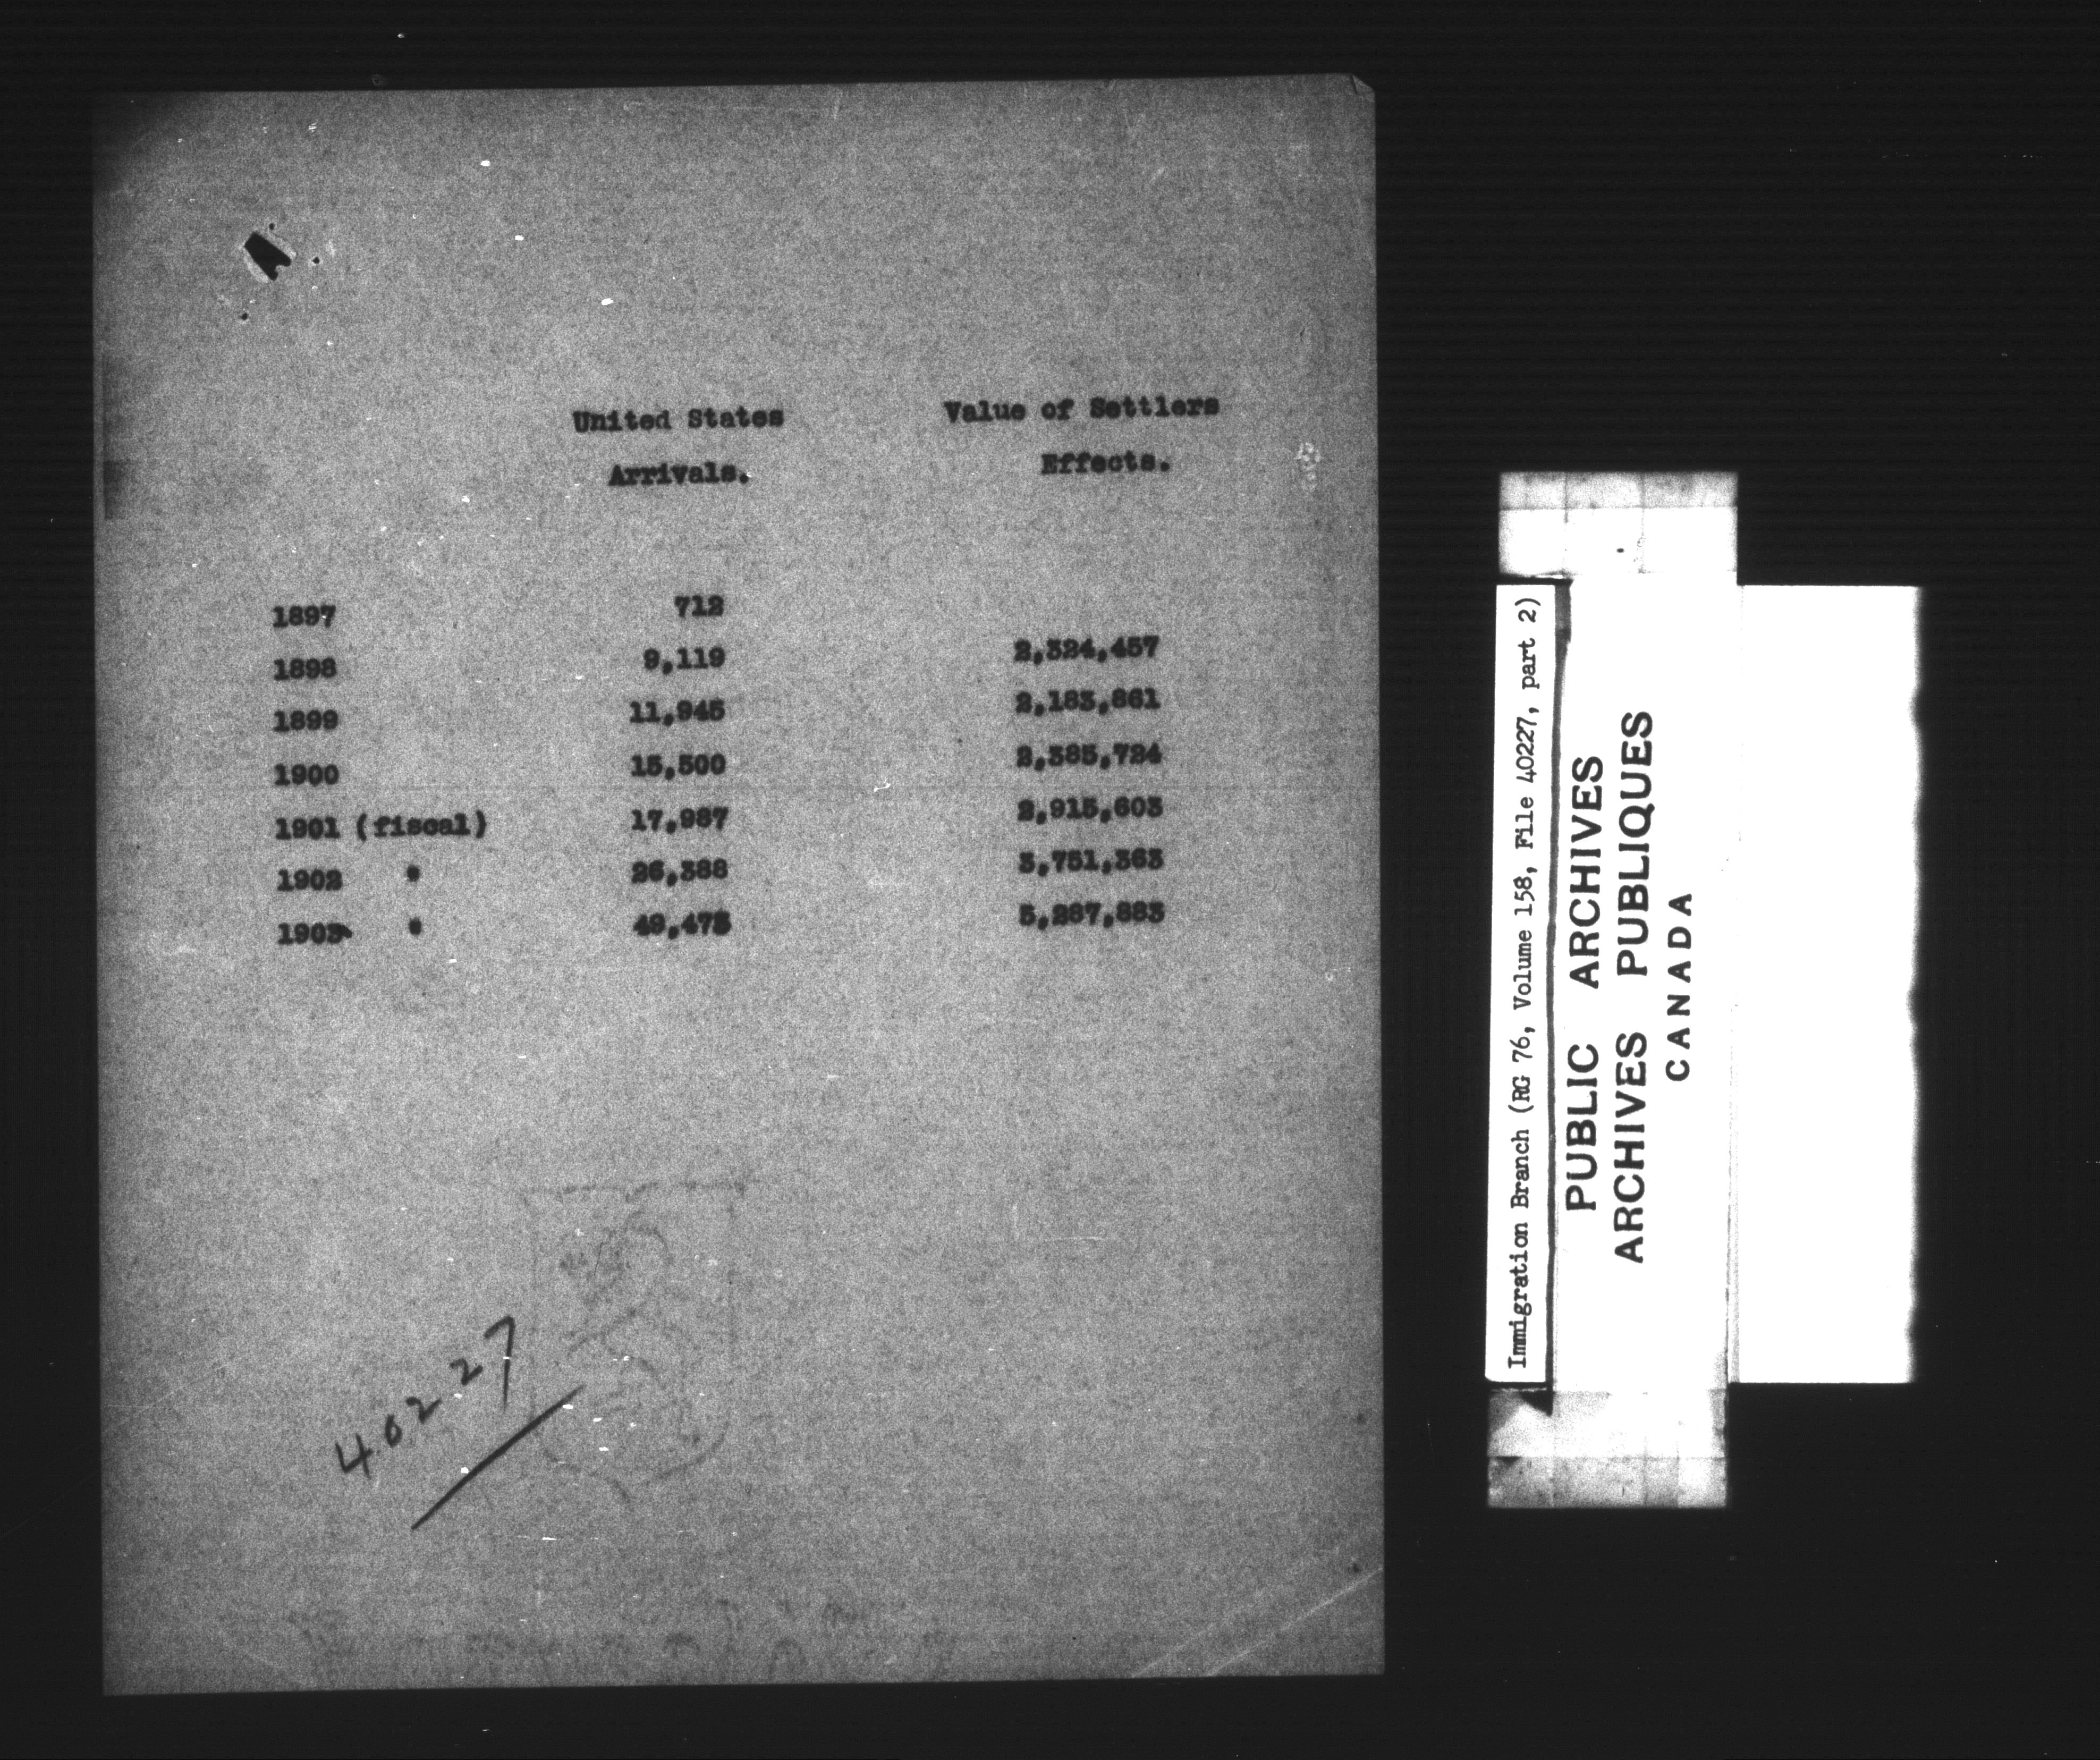 United States Value of Settlers
Arrivals. Effects.
1897 712
1898 9,119 2,324,457
1899 11,945 2,183,861
1900 15,500 2,385,724
1901 (fiscal) 17,987 2,915,603
1902 " 26,388 3,751,363
1903 " 49,473 5,287,883
40227
Immigration Branch (RG 76, Volume 158, File 40227, part 2)
PUBLIC ARCHIVES
ARCHIVES PUBLIQUES
CANADA